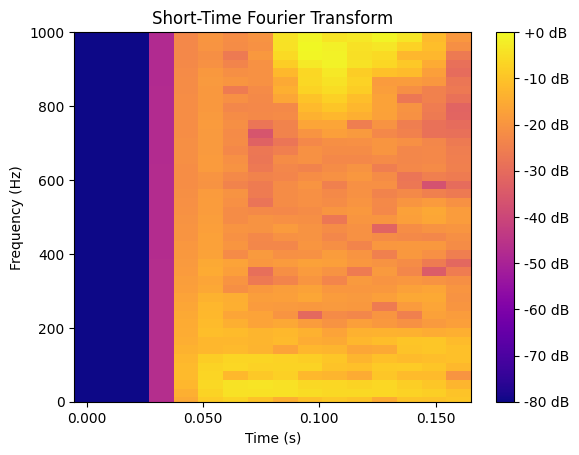 Short-Time Fourier Transform
1000
800
600
400
200
0
Frequency (Hz)
0.000
0.050
0.100
0.150
Time (s)
+0 dB
-10 dB
-20 dB
-30 dB
-40 dB
-50 dB
-60 dB
-70 dB
-80 dB